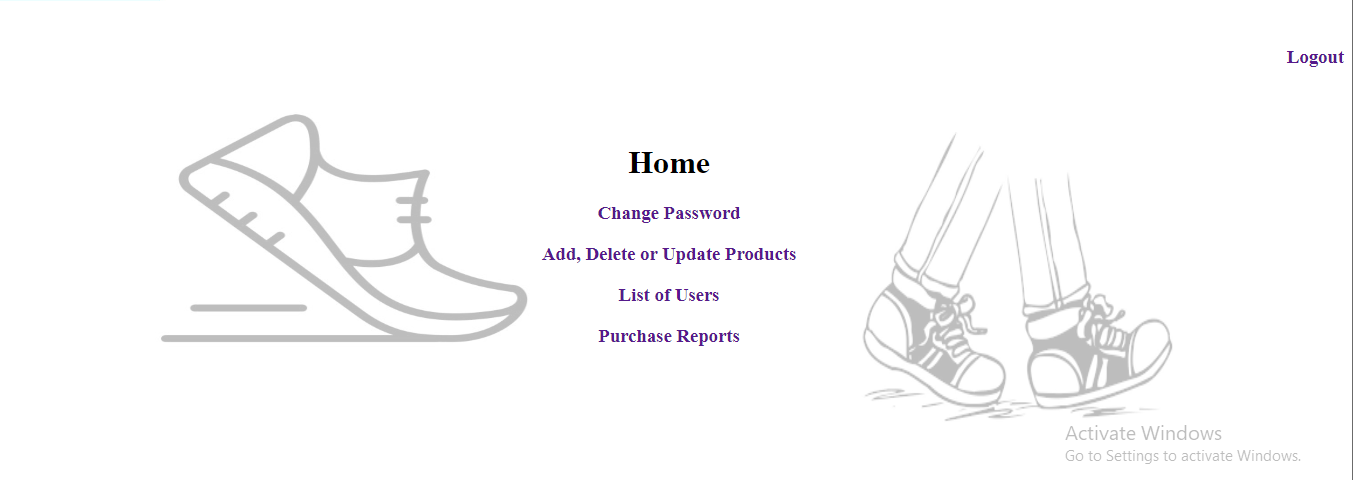 Logout
Home
Change Password
Add, Delete or Update Products
List of Users
Purchase Reports
Activate Windows
Go to Settings to activate Windows.